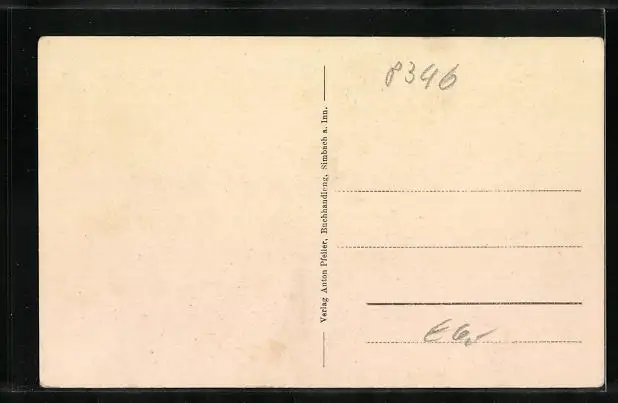 8346
Verlag Anton Pfeiler, Buchhandlung, Simbach a. Inn.